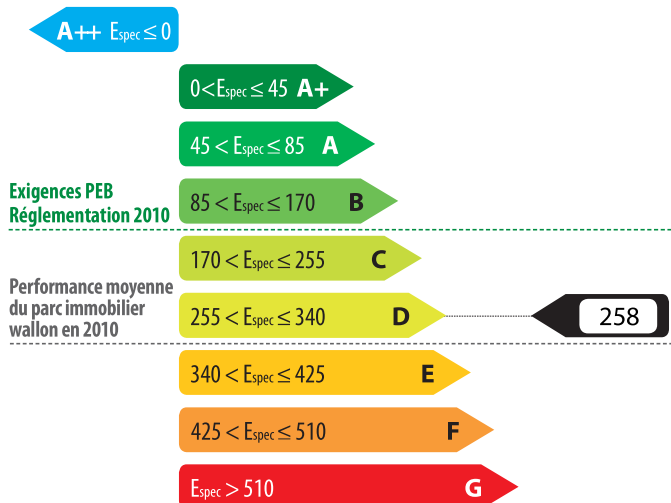 A++ Espec ≤ 0
0 < Espec ≤ 45 A+
45 < Espec ≤ 85 A
Exigences PEB
Réglementation 2010
85 < Espec ≤ 170 B
170 < Espec ≤ 255 C
Performance moyenne
du parc immobilier
wallon en 2010
255 < Espec ≤ 340 D
258
340 < Espec ≤ 425 E
425 < Espec ≤ 510 F
Espec > 510 G